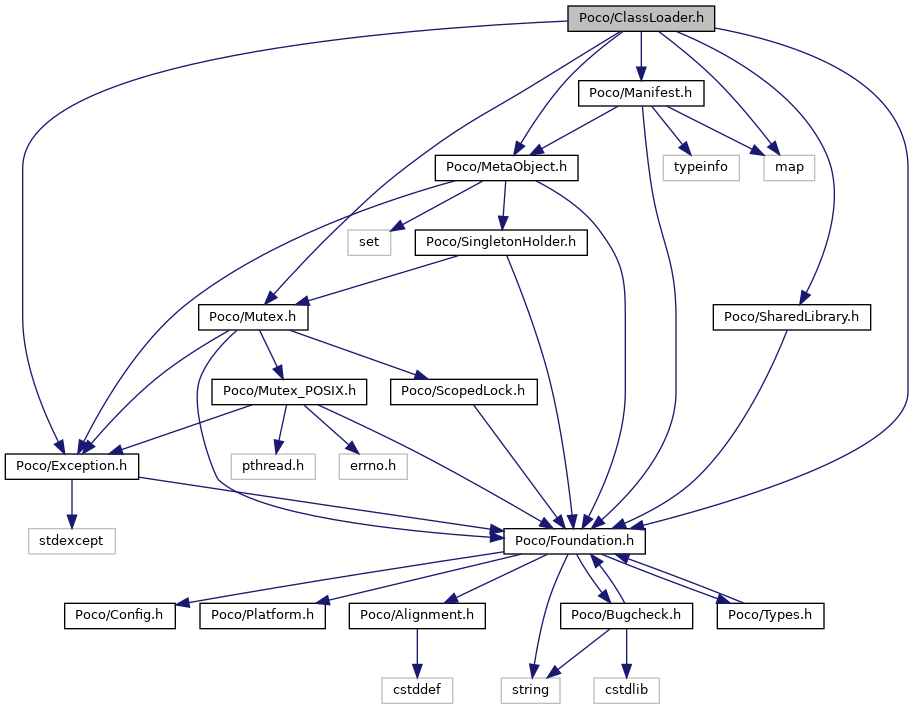 Poco/ClassLoader.h
Poco/Manifest.h
Poco/MetaObject.h
typeinfo
map
set
Poco/SingletonHolder.h
Poco/Mutex.h
Poco/SharedLibrary.h
Poco/Mutex_POSIX.h
Poco/ScopedLock.h
Poco/Exception.h
pthread.h
errno.h
stdexcept
Poco/Foundation.h
Poco/Config.h
Poco/Platform.h
Poco/Alignment.h
Poco/Bugcheck.h
Poco/Types.h
cstddef
string
cstdlib